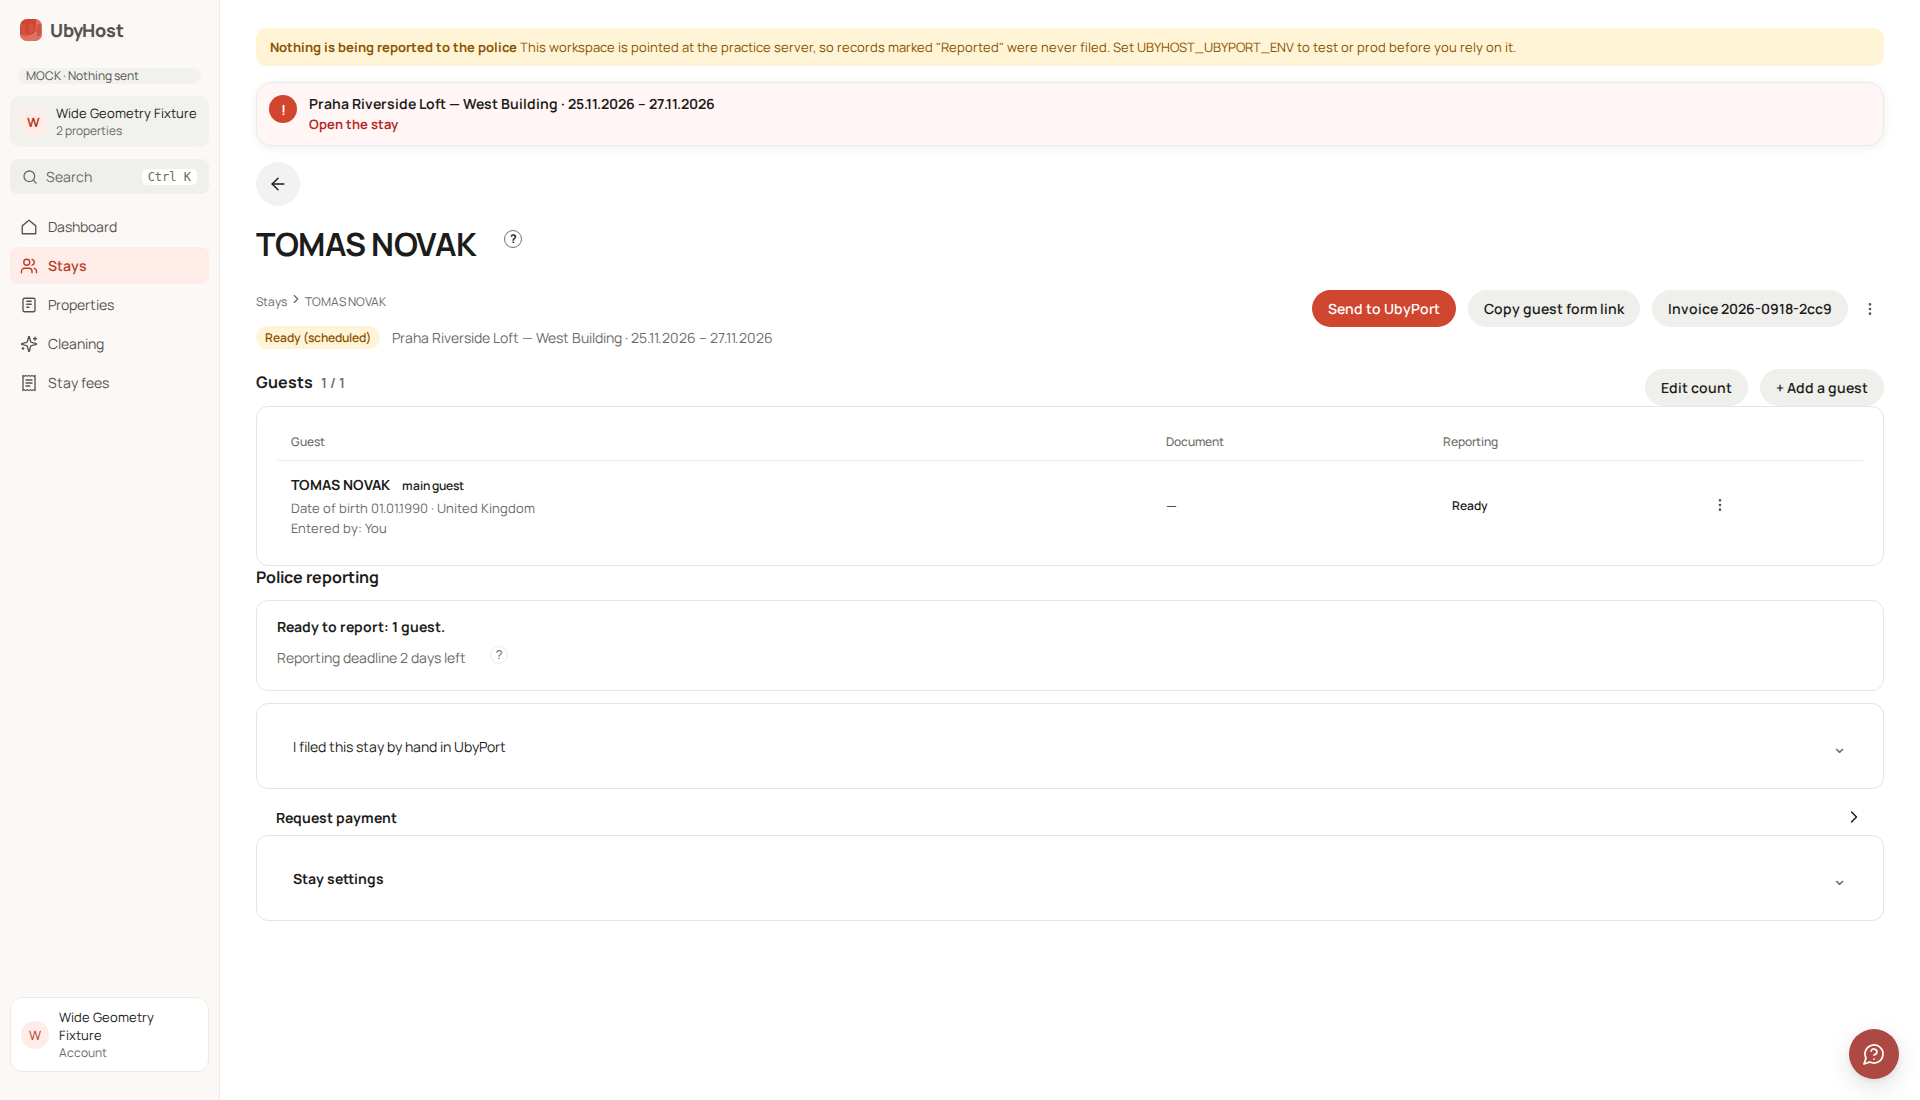 UbyHost
MOCK · Nothing sent
W
Wide Geometry Fixture
2 properties
Search
Ctrl K
Dashboard
Stays
Properties
Cleaning
Stay fees
W
Wide Geometry
Fixture
Account
Nothing is being reported to the police This workspace is pointed at the practice server, so records marked "Reported" were never filed. Set UBYHOST_UBYPORT_ENV to test or prod before you rely on it.
!
Praha Riverside Loft — West Building · 25.11.2026 – 27.11.2026
Open the stay
TOMAS NOVAK ?
Stays > TOMAS NOVAK
Send to UbyPort
Copy guest form link
Invoice 2026-0918-2cc9
Ready (scheduled)
Praha Riverside Loft — West Building · 25.11.2026 – 27.11.2026
Guests 1 / 1
Edit count
+ Add a guest
Guest Document Reporting
TOMAS NOVAK main guest
Date of birth 01.01.1990 · United Kingdom
Entered by: You
—
Ready
Police reporting
Ready to report: 1 guest.
Reporting deadline 2 days left ?
I filed this stay by hand in UbyPort
Request payment
Stay settings